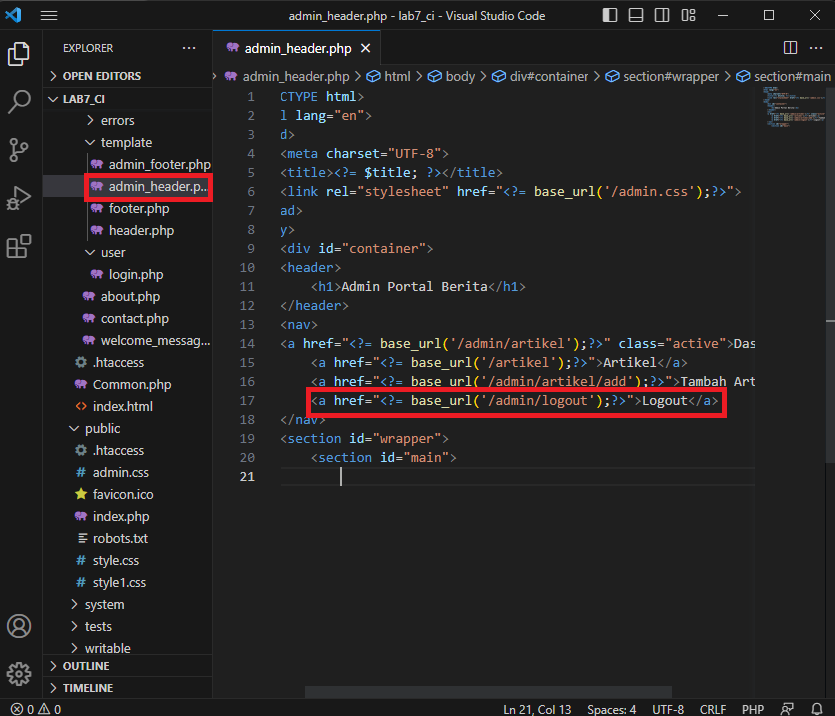 admin_header.php - lab7_ci - Visual Studio Code
EXPLORER
OPEN EDITORS
LAB7_CI
errors
template
admin_footer.php
admin_header.p...
footer.php
header.php
user
login.php
about.php
contact.php
welcome_messag...
.htaccess
Common.php
index.html
public
.htaccess
admin.css
favicon.ico
index.php
robots.txt
style.css
style1.css
system
tests
writable
OUTLINE
TIMELINE
admin_header.php
admin_header.php > html > body > div#container > section#wrapper > section#main
1 CTYPE html>
2 l lang="en">
3 d>
4 <meta charset="UTF-8">
5 <title><?= $title; ?></title>
6 <link rel="stylesheet" href="<?= base_url('/admin.css');?>">
7 ad>
8 y>
9 <div id="container">
10 <header>
11 <h1>Admin Portal Berita</h1>
12 </header>
13 <nav>
14 <a href="<?= base_url('/admin/artikel');?>" class="active">Das
15 <a href="<?= base_url('/artikel');?>">Artikel</a>
16 <a href="<?= base_url('/admin/artikel/add');?>">Tambah Art
17 <a href="<?= base_url('/admin/logout');?>">Logout</a>
18 </nav>
19 <section id="wrapper">
20 <section id="main">
21
0 0 Ln 21, Col 13 Spaces: 4 UTF-8 CRLF PHP